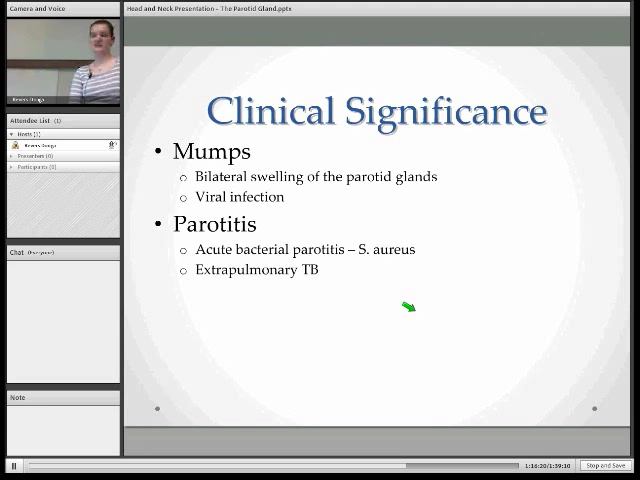 Camera and Voice
Head and Neck Presentation - The Parotid Gland.pptx
Attendee List (1)
Hosts (1)
Presenters (0)
Participants (0)
Chat (Everyone)
Note
Clinical Significance
• Mumps
○ Bilateral swelling of the parotid glands
○ Viral infection
• Parotitis
○ Acute bacterial parotitis – S. aureus
○ Extrapulmonary TB
1:16:20/1:39:10
Stop and Save